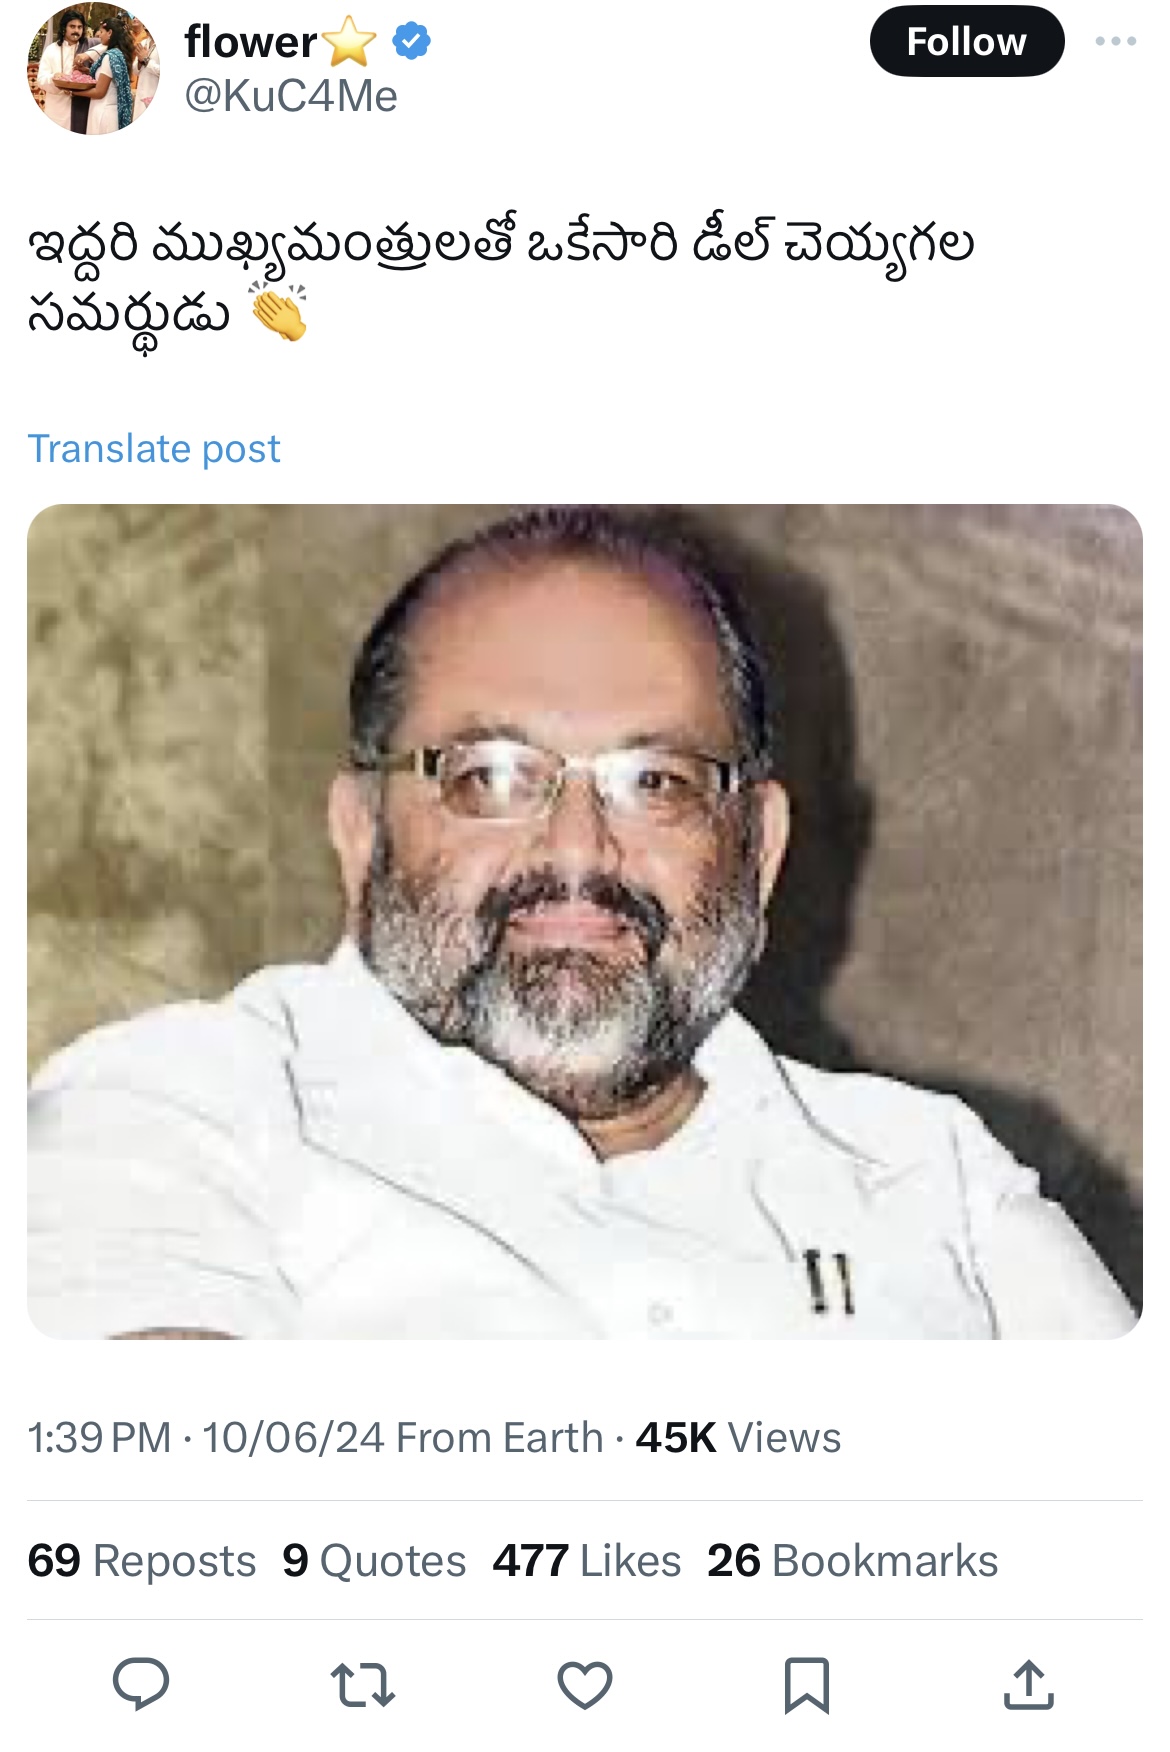 flower⭐
Follow
@KuC4Me
ఇద్దరి ముఖ్యమంత్రులతో ఒకేసారి డీల్ చెయ్యగల
సమర్థుడు 👏
Translate post
1:39 PM · 10/06/24 From Earth · 45K Views
69 Reposts 9 Quotes 477 Likes 26 Bookmarks